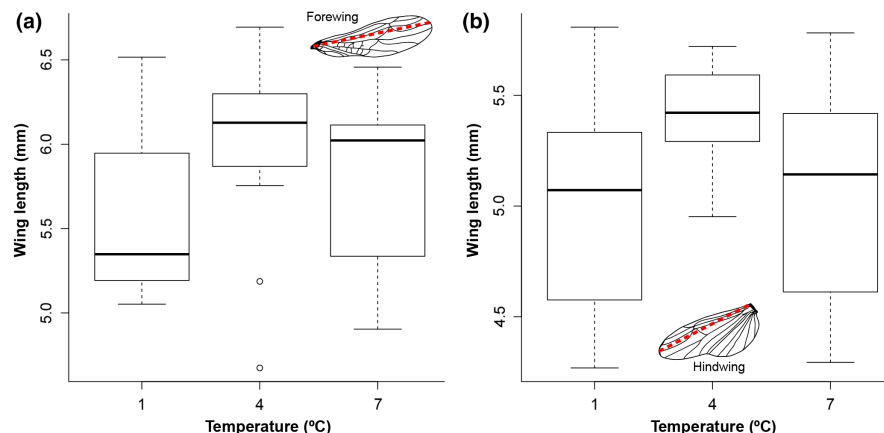 (a)
Forewing
Wing length (mm)
6.5
6.0
5.5
5.0
1
4
7
Temperature (ºC)
(b)
Wing length (mm)
5.5
5.0
4.5
Hindwing
1
4
7
Temperature (ºC)